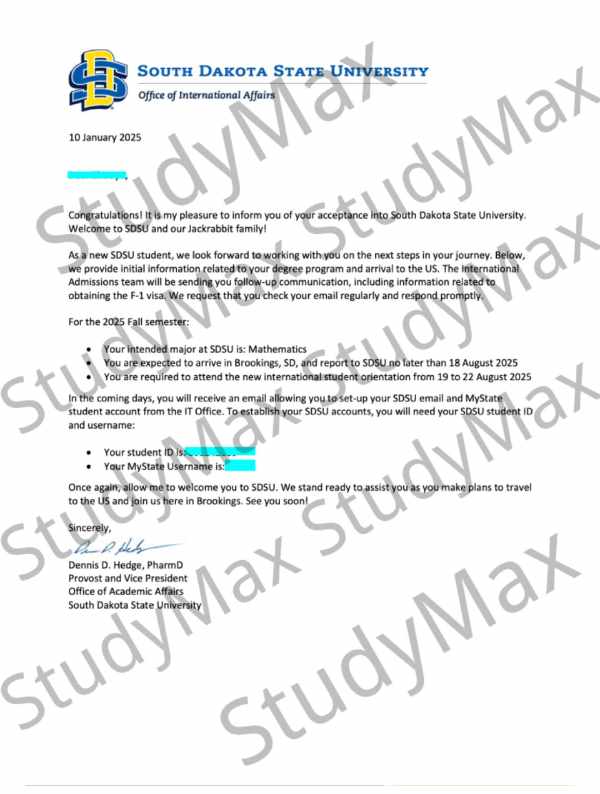 SOUTH DAKOTA STATE UNIVERSITY
Office of International Affairs
10 January 2025
Congratulations! It is my pleasure to inform you of your acceptance into South Dakota State University.
Welcome to SDSU and our Jackrabbit family!
As a new SDSU student, we look forward to working with you on the next steps in your journey. Below,
we provide initial information related to your degree program and arrival to the US. The International
Admissions team will be sending you follow-up communication, including information related to
obtaining the F-1 visa. We request that you check your email regularly and respond promptly.
For the 2025 Fall semester:
• Your intended major at SDSU is: Mathematics
• You are expected to arrive in Brookings, SD, and report to SDSU no later than 18 August 2025
• You are required to attend the new international student orientation from 19 to 22 August 2025
In the coming days, you will receive an email allowing you to set-up your SDSU email and MyState
student account from the IT Office. To establish your SDSU accounts, you will need your SDSU student ID
and username:
• Your student ID is:
• Your MyState Username is:
Once again, allow me to welcome you to SDSU. We stand ready to assist you as you make plans to travel
to the US and join us here in Brookings. See you soon!
Sincerely,
Dennis D. Hedge, PharmD
Provost and Vice President
Office of Academic Affairs
South Dakota State University
StudyMax
StudyMax
StudyMax
StudyMax
StudyMax
StudyMax
StudyMax
StudyMax